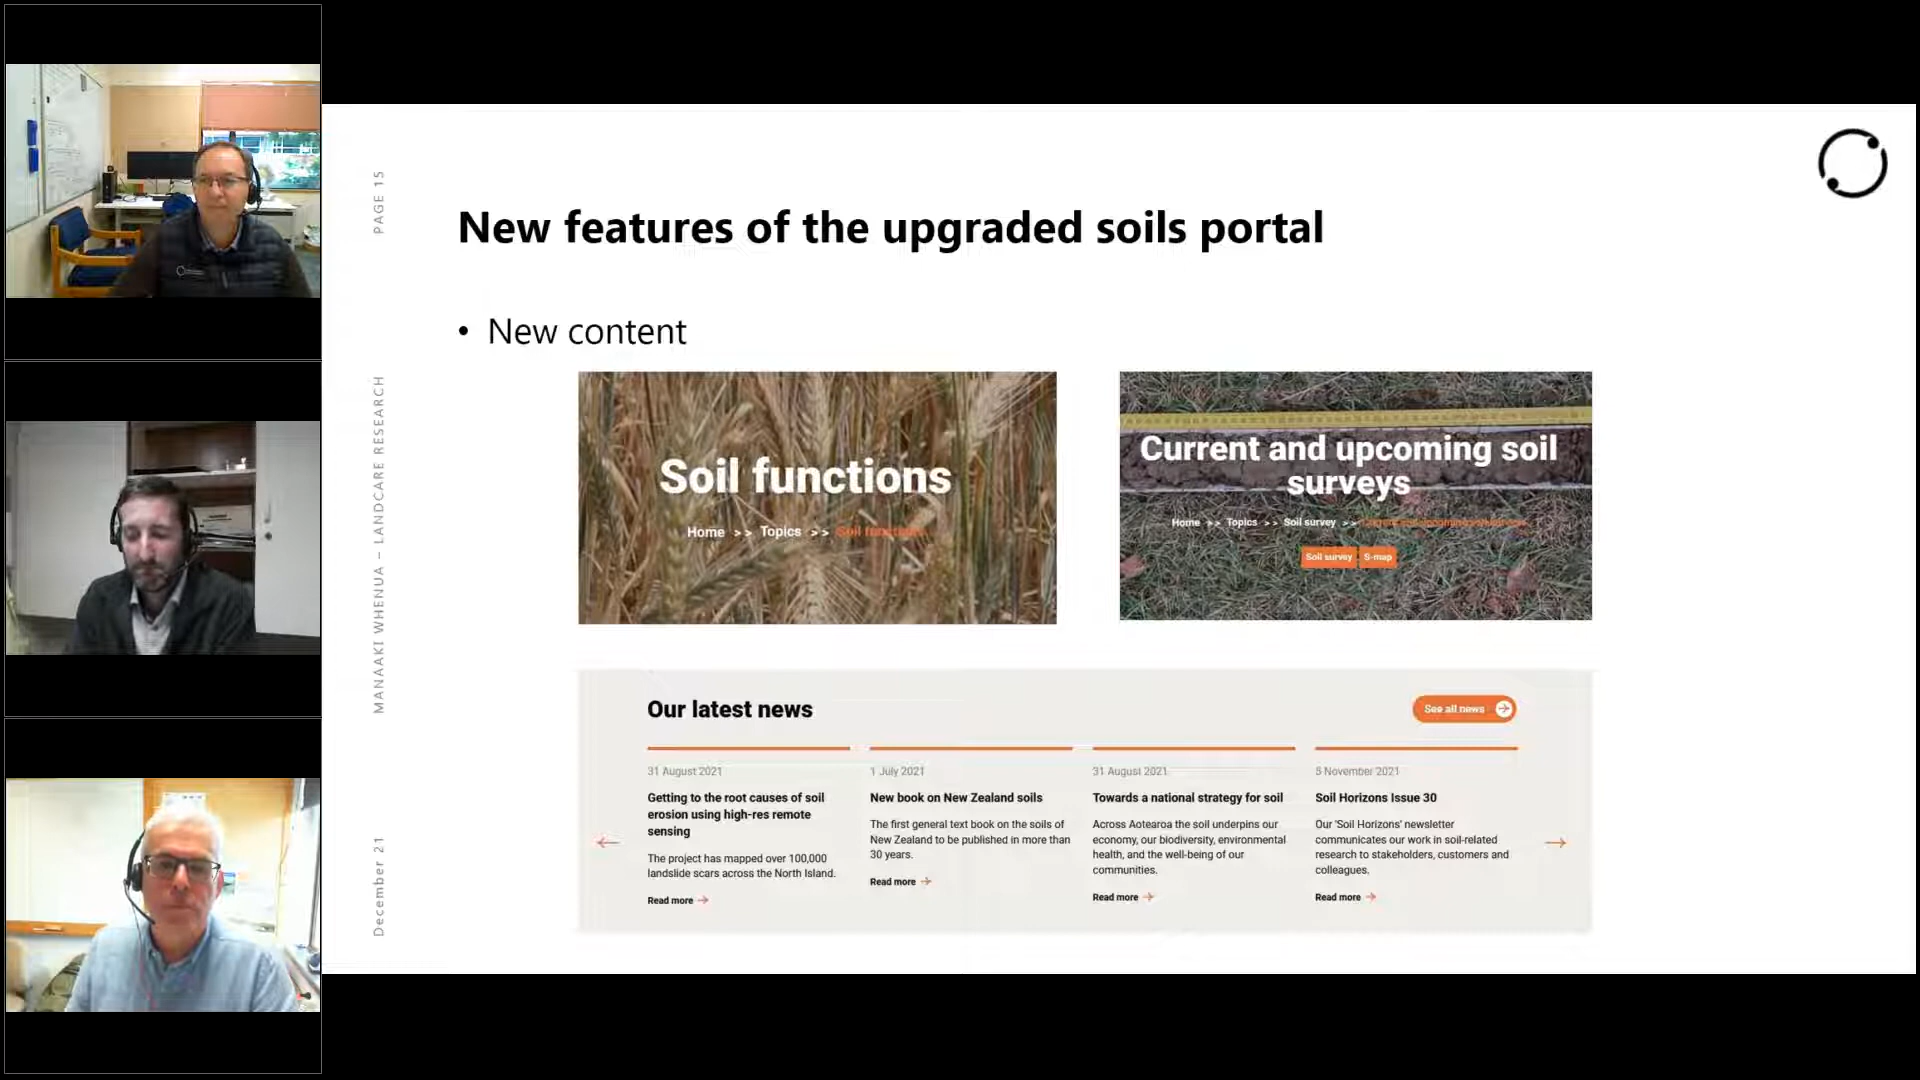 PAGE 15
MANAAKI WHENUA – LANDCARE RESEARCH
December 21
New features of the upgraded soils portal
• New content
Soil functions
Home >> Topics >> Soil functions
Current and upcoming soil
surveys
Home >> Topics >> Soil survey >>
Soil survey S-map
Our latest news
See all news
31 August 2021
Getting to the root causes of soil
erosion using high-res remote
sensing
The project has mapped over 100,000
landslide scars across the North Island.
Read more
1 July 2021
New book on New Zealand soils
The first general text book on the soils of
New Zealand to be published in more than
30 years.
Read more
31 August 2021
Towards a national strategy for soil
Across Aotearoa the soil underpins our
economy, our biodiversity, environmental
health, and the well-being of our
communities.
Read more
5 November 2021
Soil Horizons Issue 30
Our 'Soil Horizons' newsletter
communicates our work in soil-related
research to stakeholders, customers and
colleagues.
Read more